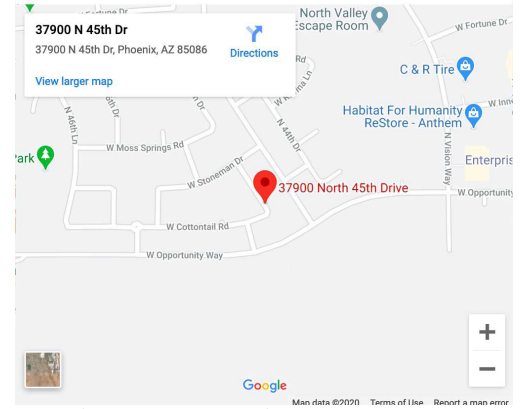 37900 N 45th Dr
37900 N 45th Dr, Phoenix, AZ 85086
Directions
View larger map
North Valley
Escape Room
W Fortune Dr
C & R Tire
Habitat For Humanity
ReStore - Anthem
N 46th Ln
W Moss Springs Rd
N 44th Dr
N Vision Way
Enterpris
W Stoneman Dr
37900 North 45th Drive
W Opportunity
W Cottontail Rd
W Opportunity Way
Google
Map data ©2020 Terms of Use Report a map error